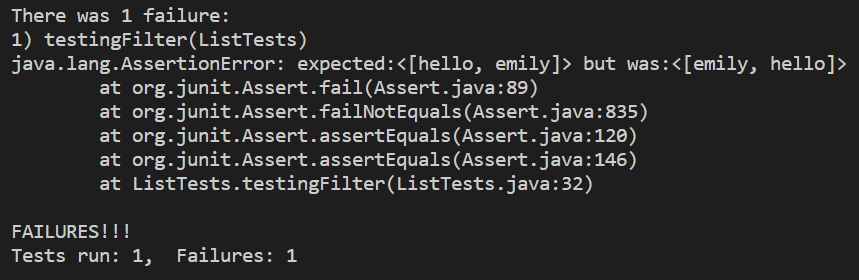 There was 1 failure:
1) testingFilter(ListTests)
java.lang.AssertionError: expected:<[hello, emily]> but was:<[emily, hello]>
        at org.junit.Assert.fail(Assert.java:89)
        at org.junit.Assert.failNotEquals(Assert.java:835)
        at org.junit.Assert.assertEquals(Assert.java:120)
        at org.junit.Assert.assertEquals(Assert.java:146)
        at ListTests.testingFilter(ListTests.java:32)

FAILURES!!!
Tests run: 1,  Failures: 1